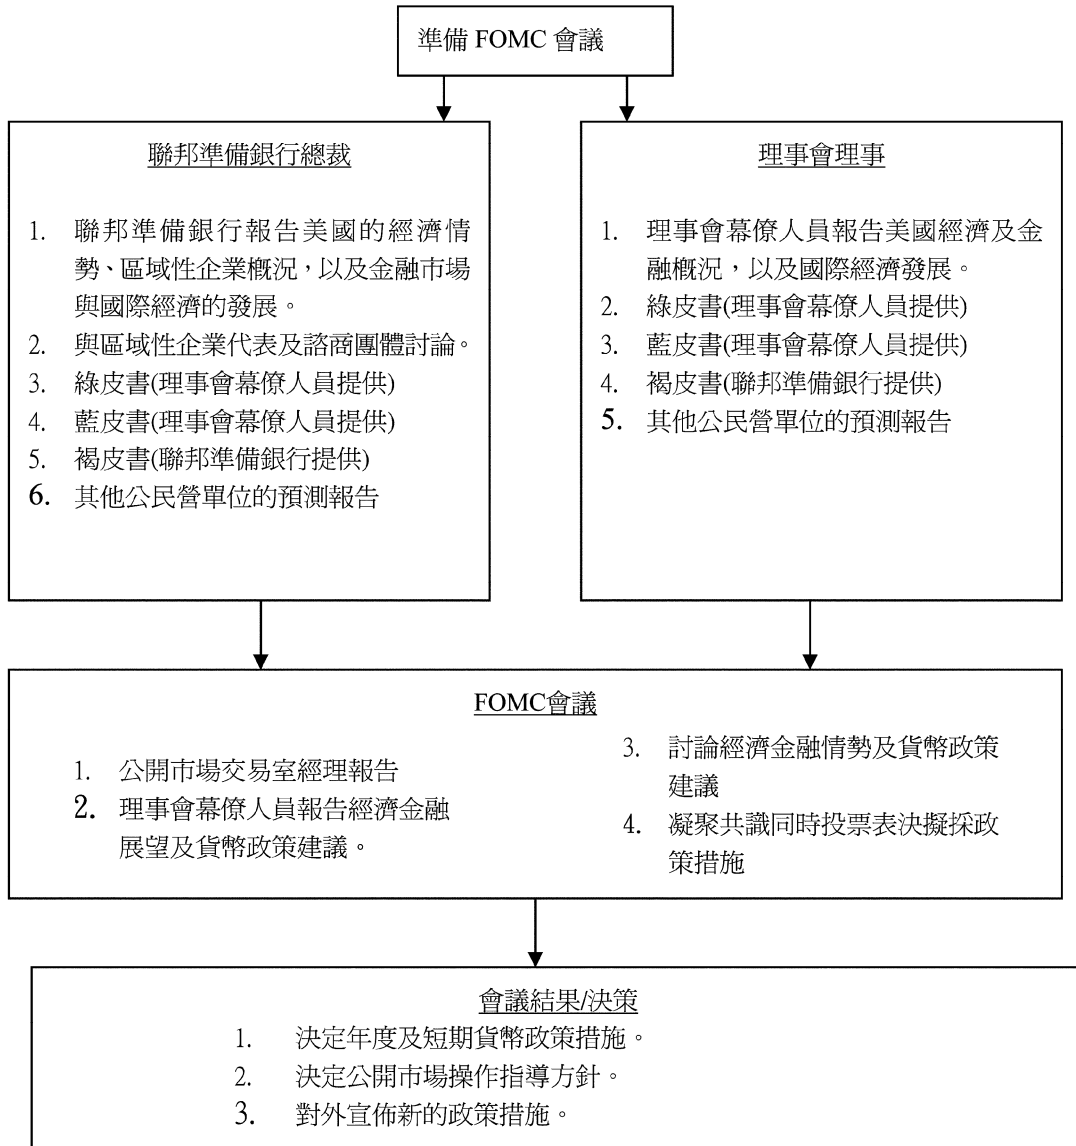 準備 FOMC 會議
聯邦準備銀行總裁
1. 聯邦準備銀行報告美國的經濟情
勢、區域性企業概況，以及金融市場
與國際經濟的發展。
2. 與區域性企業代表及諮商團體討論。
3. 綠皮書(理事會幕僚人員提供)
4. 藍皮書(理事會幕僚人員提供)
5. 褐皮書(聯邦準備銀行提供)
6. 其他公民營單位的預測報告
理事會理事
1. 理事會幕僚人員報告美國經濟及金
融概況，以及國際經濟發展。
2. 綠皮書(理事會幕僚人員提供)
3. 藍皮書(理事會幕僚人員提供)
4. 褐皮書(聯邦準備銀行提供)
5. 其他公民營單位的預測報告
FOMC會議
1. 公開市場交易室經理報告
2. 理事會幕僚人員報告經濟金融
展望及貨幣政策建議。
3. 討論經濟金融情勢及貨幣政策
建議
4. 凝聚共識同時投票表決擬採政
策措施
會議結果/決策
1. 決定年度及短期貨幣政策措施。
2. 決定公開市場操作指導方針。
3. 對外宣佈新的政策措施。